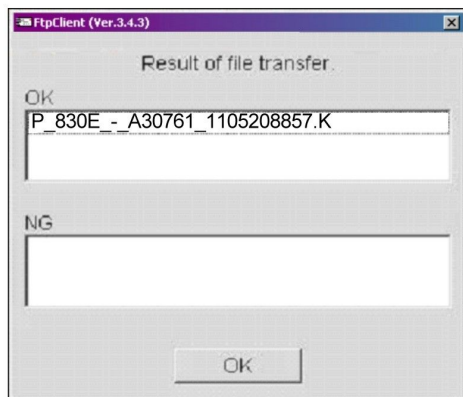 FtpClient (Ver.3.4.3)
Result of file transfer.
OK
P_830E_-_A30761_1105208857.K
NG
OK